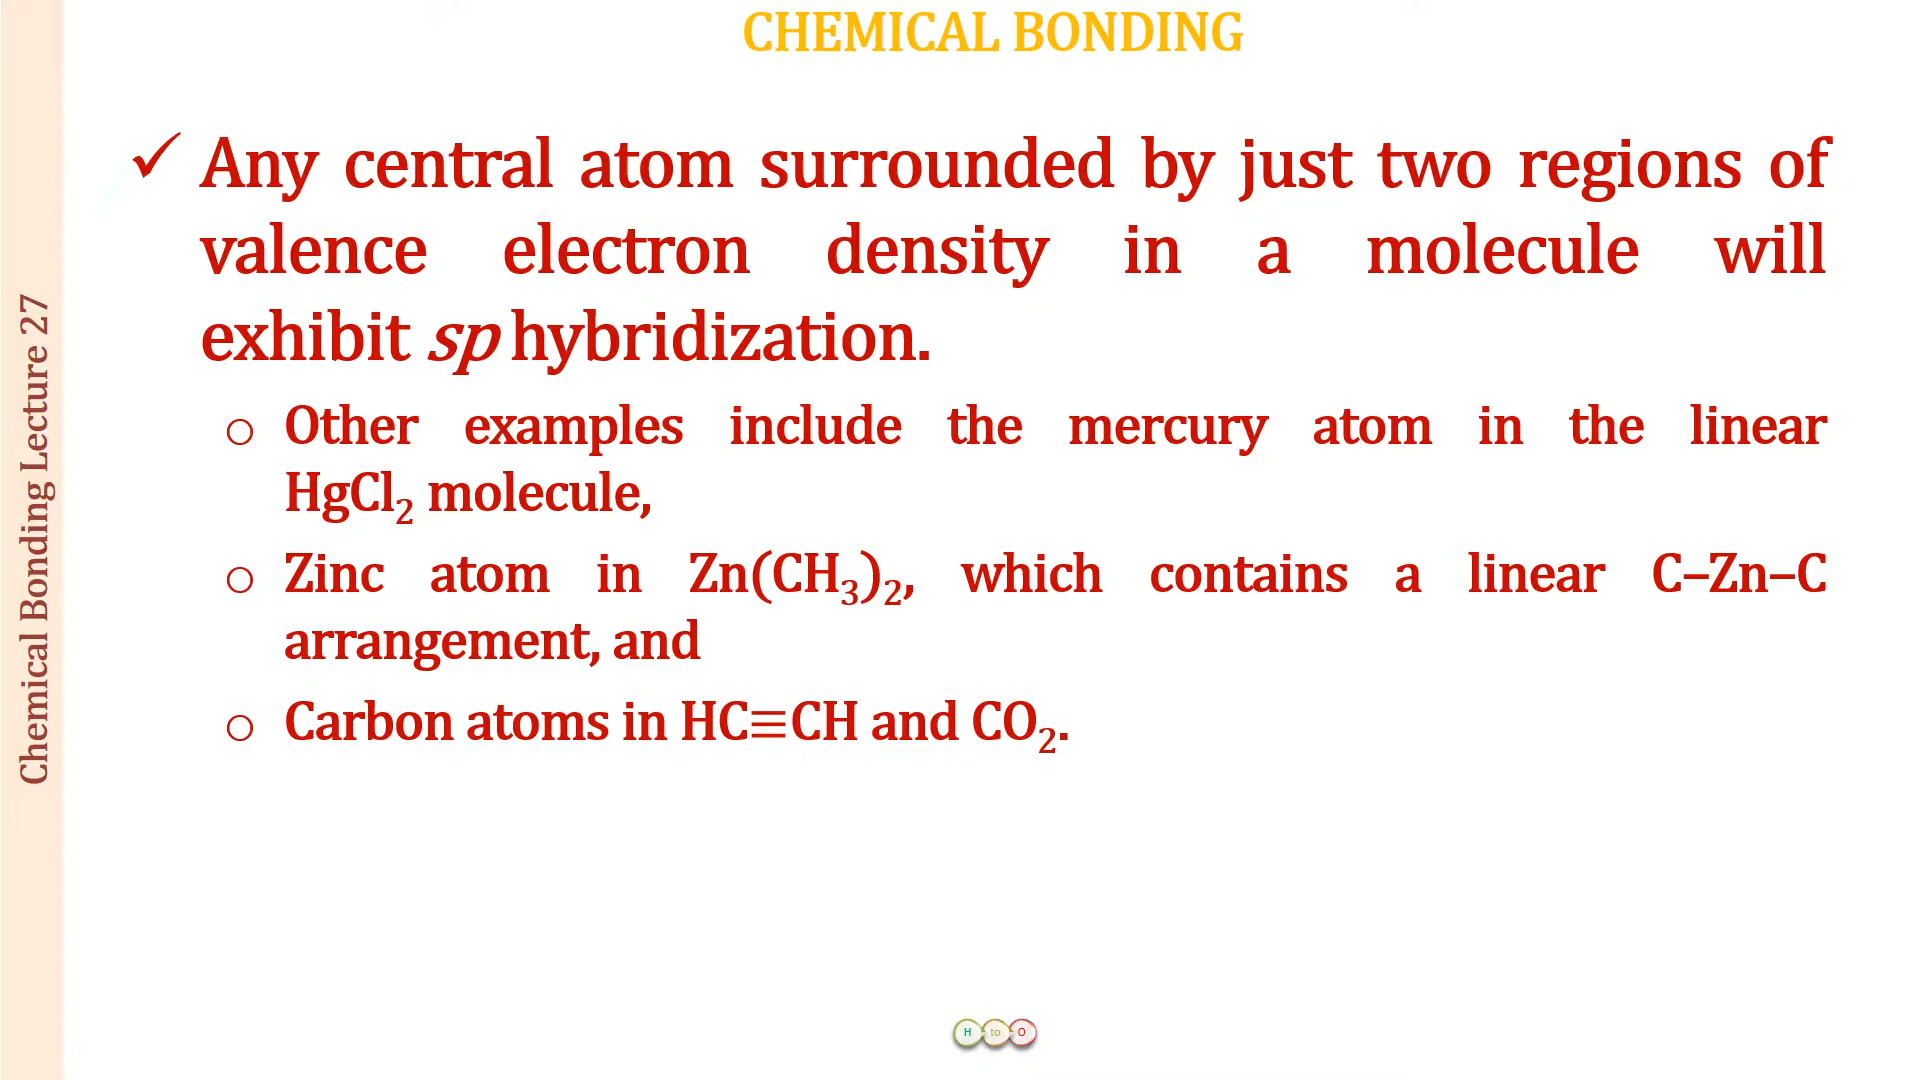 CHEMICAL BONDING
✓ Any central atom surrounded by just two regions of
valence electron density in a molecule will
exhibit sp hybridization.
o Other examples include the mercury atom in the linear
HgCl₂ molecule,
o Zinc atom in Zn(CH₃)₂, which contains a linear C–Zn–C
arrangement, and
o Carbon atoms in HC≡CH and CO₂.
Chemical Bonding Lecture 27
H to O